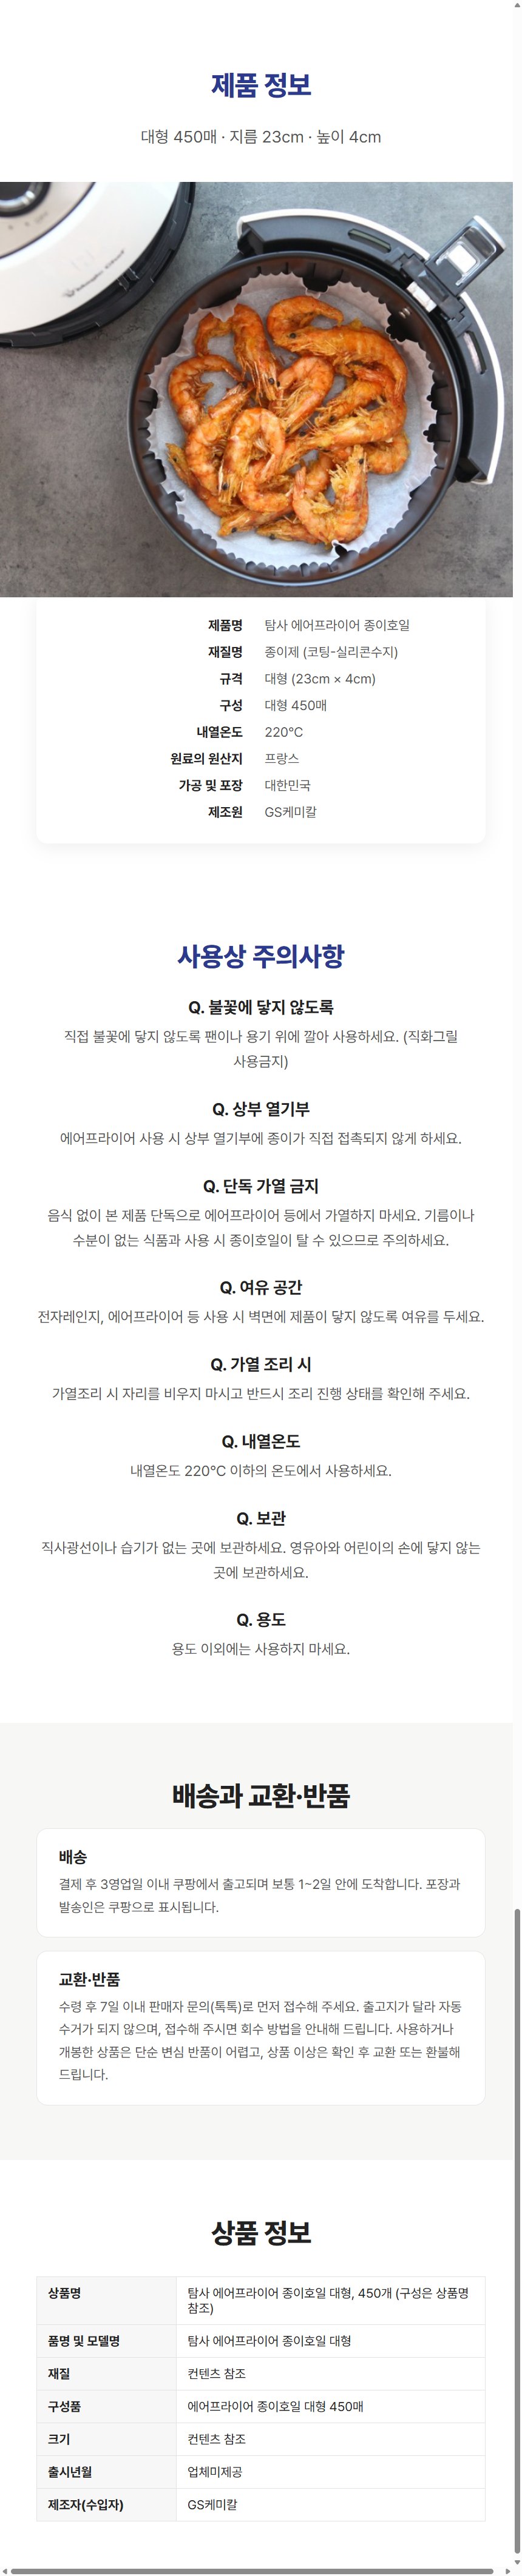 제품 정보
대형 450매 · 지름 23cm · 높이 4cm
제품명 탐사 에어프라이어 종이호일
재질명 종이제 (코팅-실리콘수지)
규격 대형 (23cm × 4cm)
구성 대형 450매
내열온도 220℃
원료의 원산지 프랑스
가공 및 포장 대한민국
제조원 GS케미칼
사용상 주의사항
Q. 불꽃에 닿지 않도록
직접 불꽃에 닿지 않도록 팬이나 용기 위에 깔아 사용하세요. (직화그릴
사용금지)
Q. 상부 열기부
에어프라이어 사용 시 상부 열기부에 종이가 직접 접촉되지 않게 하세요.
Q. 단독 가열 금지
음식 없이 본 제품 단독으로 에어프라이어 등에서 가열하지 마세요. 기름이나
수분이 없는 식품과 사용 시 종이호일이 탈 수 있으므로 주의하세요.
Q. 여유 공간
전자레인지, 에어프라이어 등 사용 시 벽면에 제품이 닿지 않도록 여유를 두세요.
Q. 가열 조리 시
가열조리 시 자리를 비우지 마시고 반드시 조리 진행 상태를 확인해 주세요.
Q. 내열온도
내열온도 220℃ 이하의 온도에서 사용하세요.
Q. 보관
직사광선이나 습기가 없는 곳에 보관하세요. 영유아와 어린이의 손에 닿지 않는
곳에 보관하세요.
Q. 용도
용도 이외에는 사용하지 마세요.
배송과 교환·반품
배송
결제 후 3영업일 이내 쿠팡에서 출고되며 보통 1~2일 안에 도착합니다. 포장과
발송인은 쿠팡으로 표시됩니다.
교환·반품
수령 후 7일 이내 판매자 문의(톡톡)로 먼저 접수해 주세요. 출고지가 달라 자동
수거가 되지 않으며, 접수해 주시면 회수 방법을 안내해 드립니다. 사용하거나
개봉한 상품은 단순 변심 반품이 어렵고, 상품 이상은 확인 후 교환 또는 환불해
드립니다.
상품 정보
상품명 탐사 에어프라이어 종이호일 대형, 450개 (구성은 상품명
참조)
품명 및 모델명 탐사 에어프라이어 종이호일 대형
재질 컨텐츠 참조
구성품 에어프라이어 종이호일 대형 450매
크기 컨텐츠 참조
출시년월 업체미제공
제조자(수입자) GS케미칼